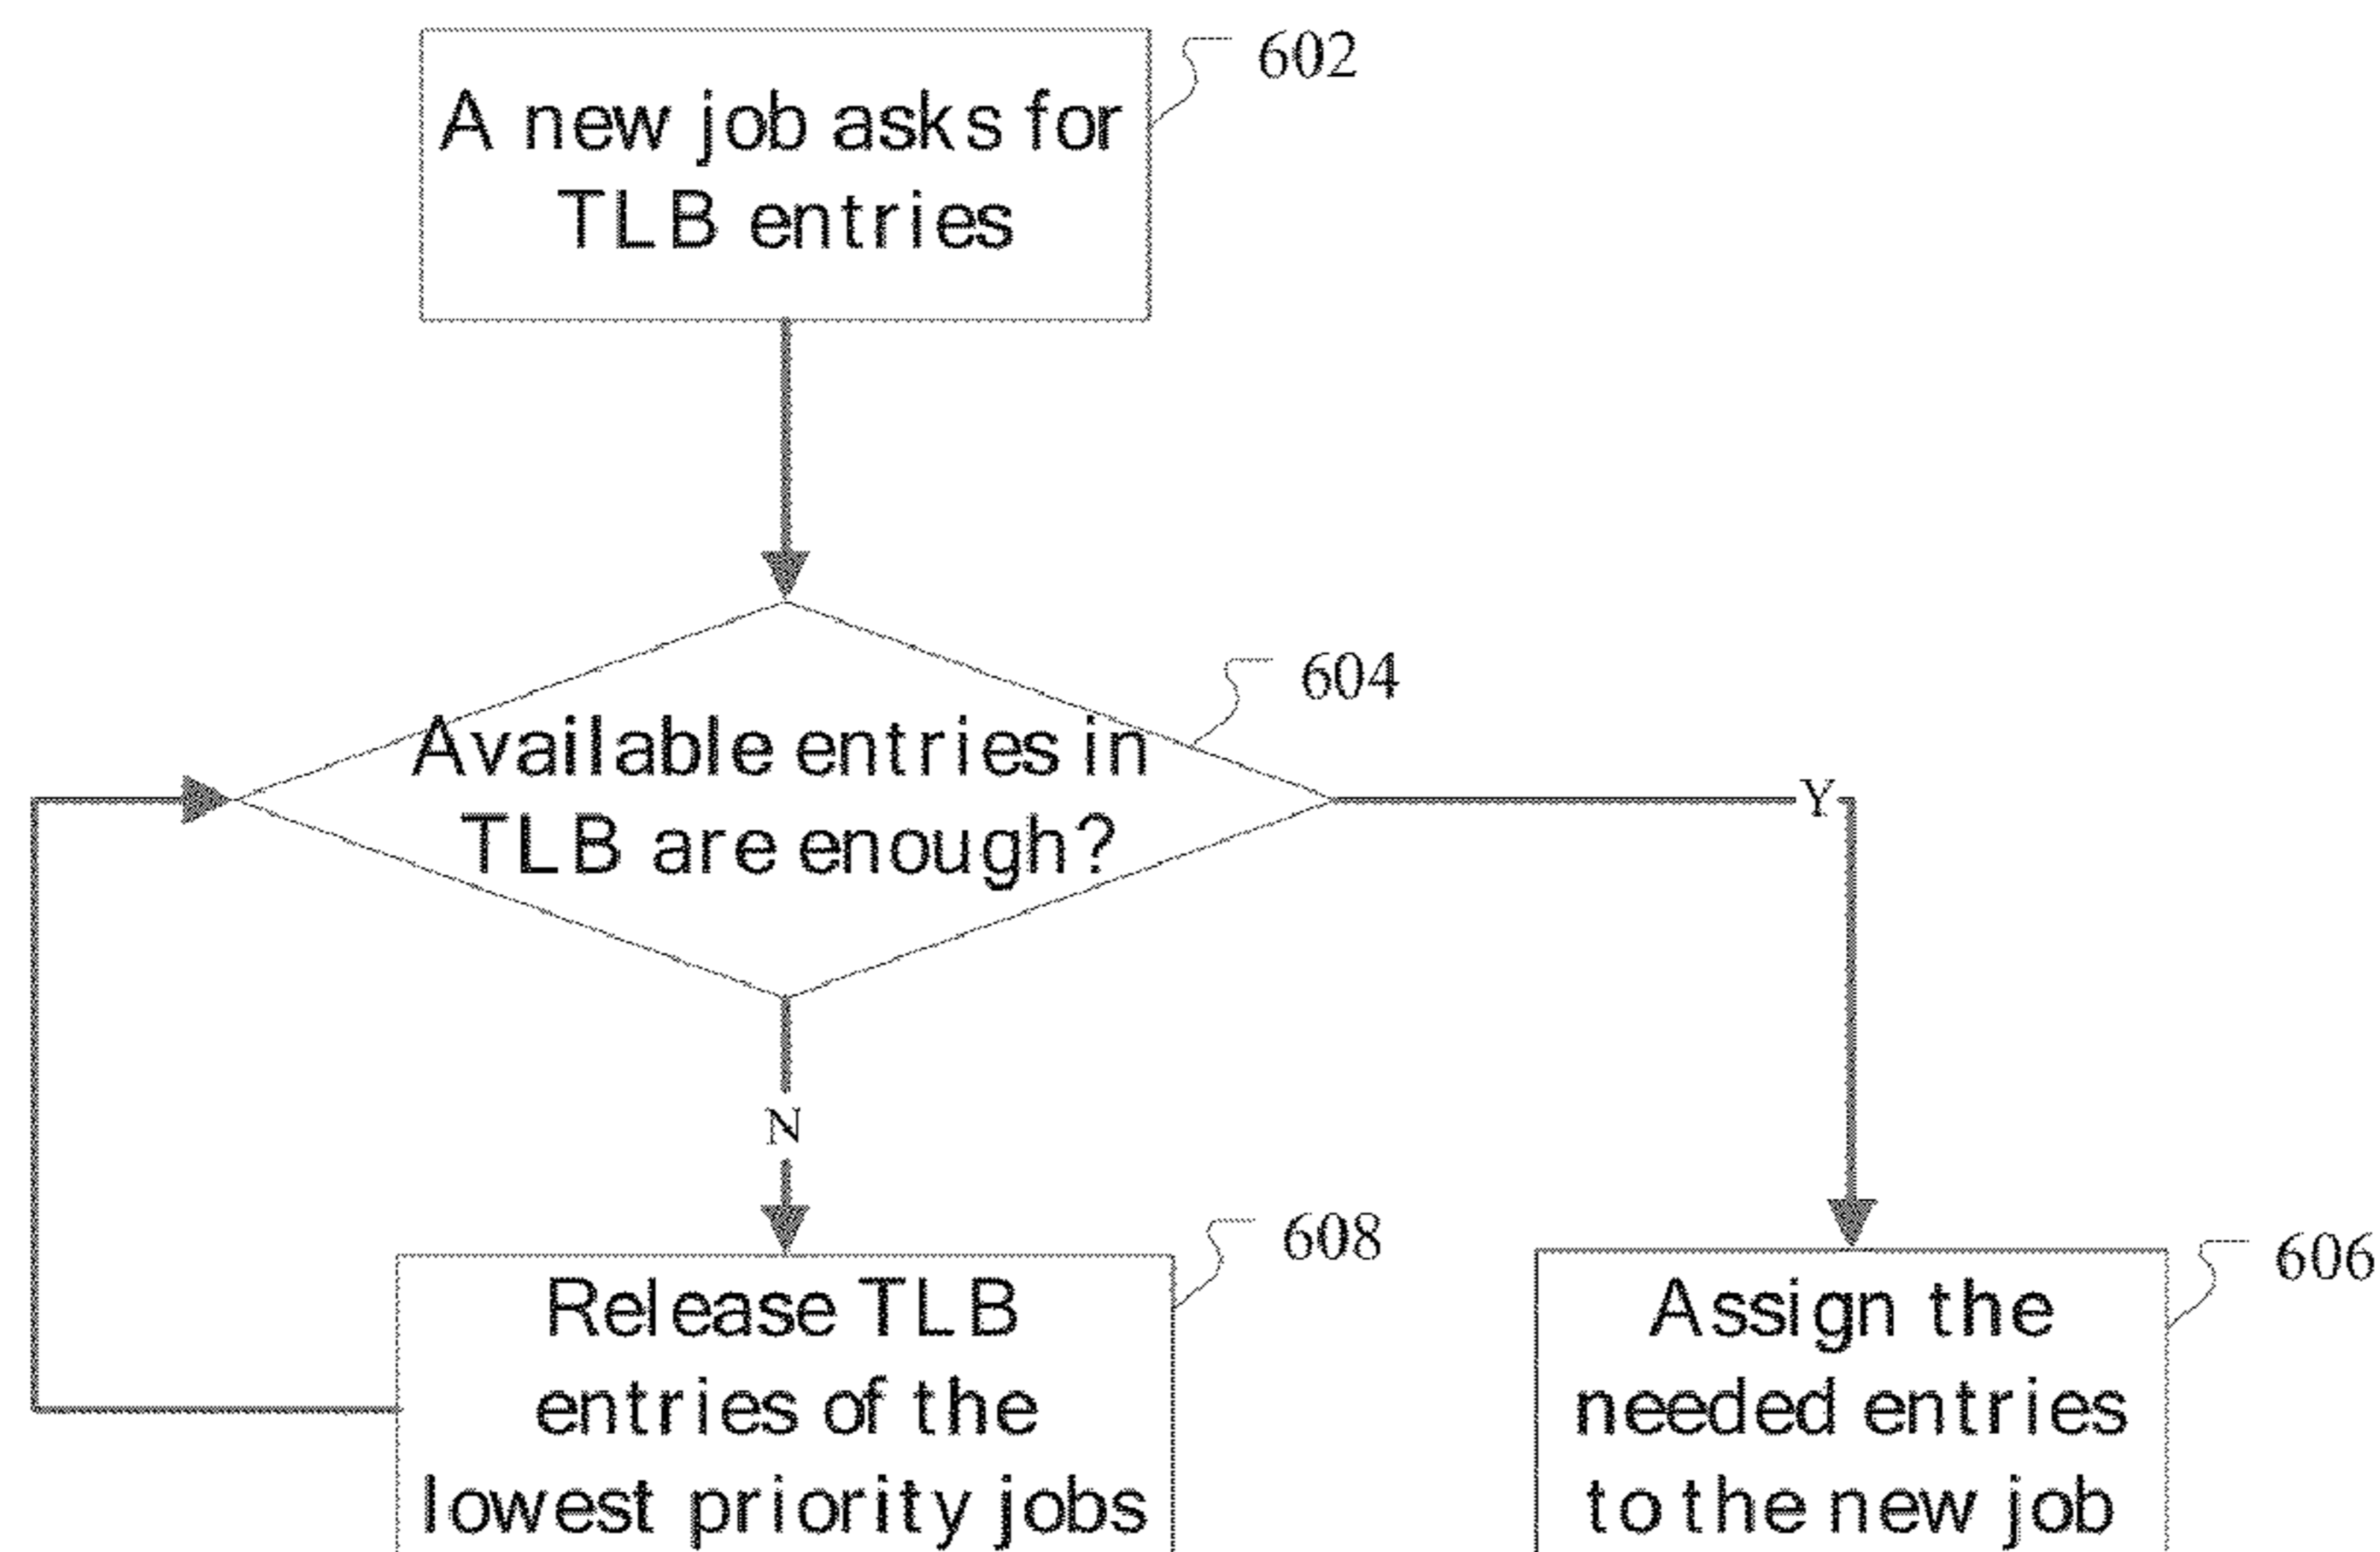 602
A new job asks for
TLB entries
604
Available entries in
TLB are enough?
Y
N
608
Release TLB
entries of the
lowest priority jobs
606
Assign the
needed entries
to the new job